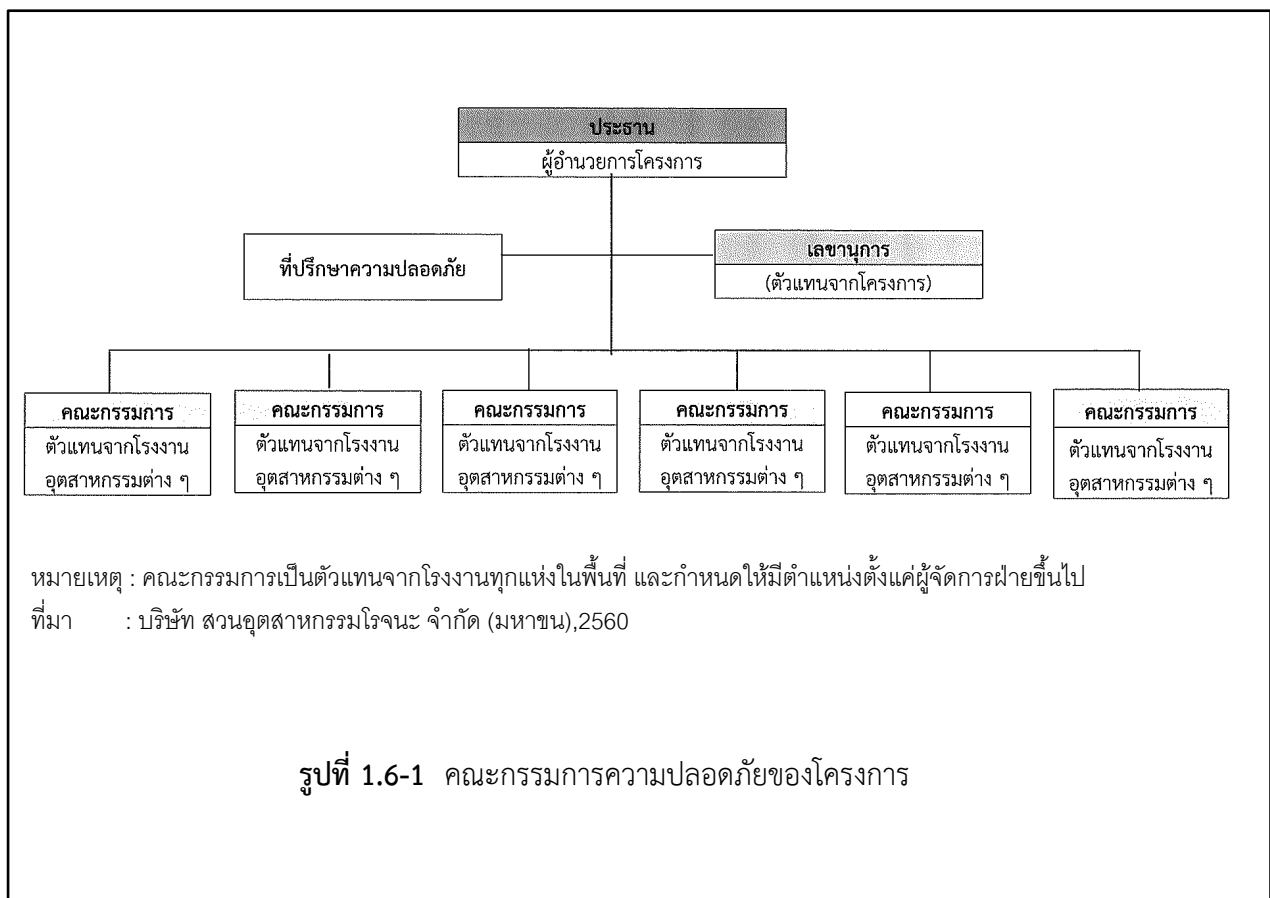 ประธาน
ผู้อำนวยการโครงการ
ที่ปรึกษาความปลอดภัย
เลขานุการ
(ตัวแทนจากโครงการ)
คณะกรรมการ
ตัวแทนจากโรงงาน
อุตสาหกรรมต่าง ๆ
คณะกรรมการ
ตัวแทนจากโรงงาน
อุตสาหกรรมต่าง ๆ
คณะกรรมการ
ตัวแทนจากโรงงาน
อุตสาหกรรมต่าง ๆ
คณะกรรมการ
ตัวแทนจากโรงงาน
อุตสาหกรรมต่าง ๆ
คณะกรรมการ
ตัวแทนจากโรงงาน
อุตสาหกรรมต่าง ๆ
คณะกรรมการ
ตัวแทนจากโรงงาน
อุตสาหกรรมต่าง ๆ
หมายเหตุ : คณะกรรมการเป็นตัวแทนจากโรงงานทุกแห่งในพื้นที่ และกำหนดให้มีตำแหน่งตั้งแค่ผู้จัดการฝ่ายขึ้นไป
ที่มา : บริษัท สวนอุตสาหกรรมโรจนะ จำกัด (มหาขน),2560
รูปที่ 1.6-1 คณะกรรมการความปลอดภัยของโครงการ